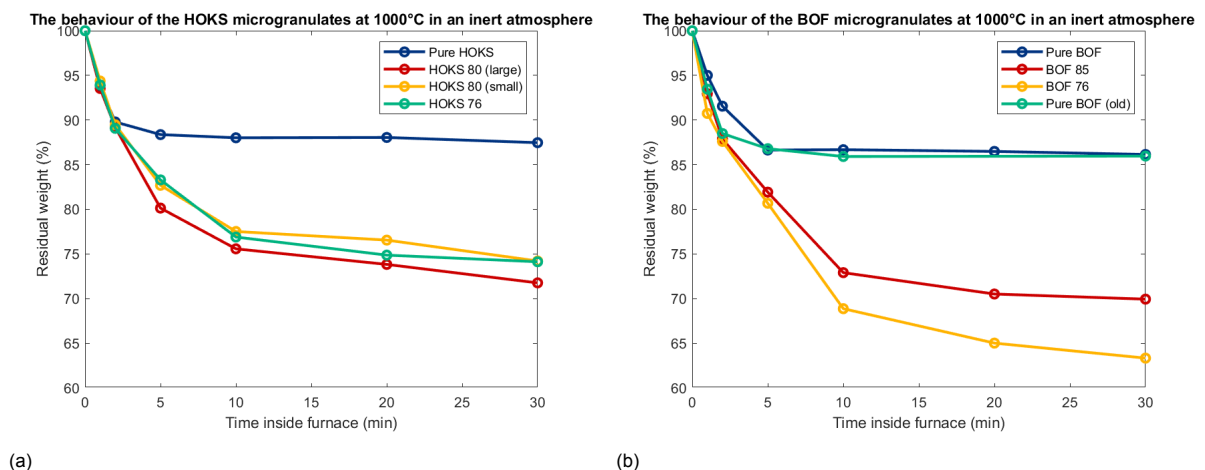 The behaviour of the HOKS microgranulates at 1000°C in an inert atmosphere
100
95
90
85
80
75
70
65
60
Residual weight (%)
0
5
10
15
20
25
30
Time inside furnace (min)
Pure HOKS
HOKS 80 (large)
HOKS 80 (small)
HOKS 76
(a)
The behaviour of the BOF microgranulates at 1000°C in an inert atmosphere
100
95
90
85
80
75
70
65
60
Residual weight (%)
0
5
10
15
20
25
30
Time inside furnace (min)
Pure BOF
BOF 85
BOF 76
Pure BOF (old)
(b)